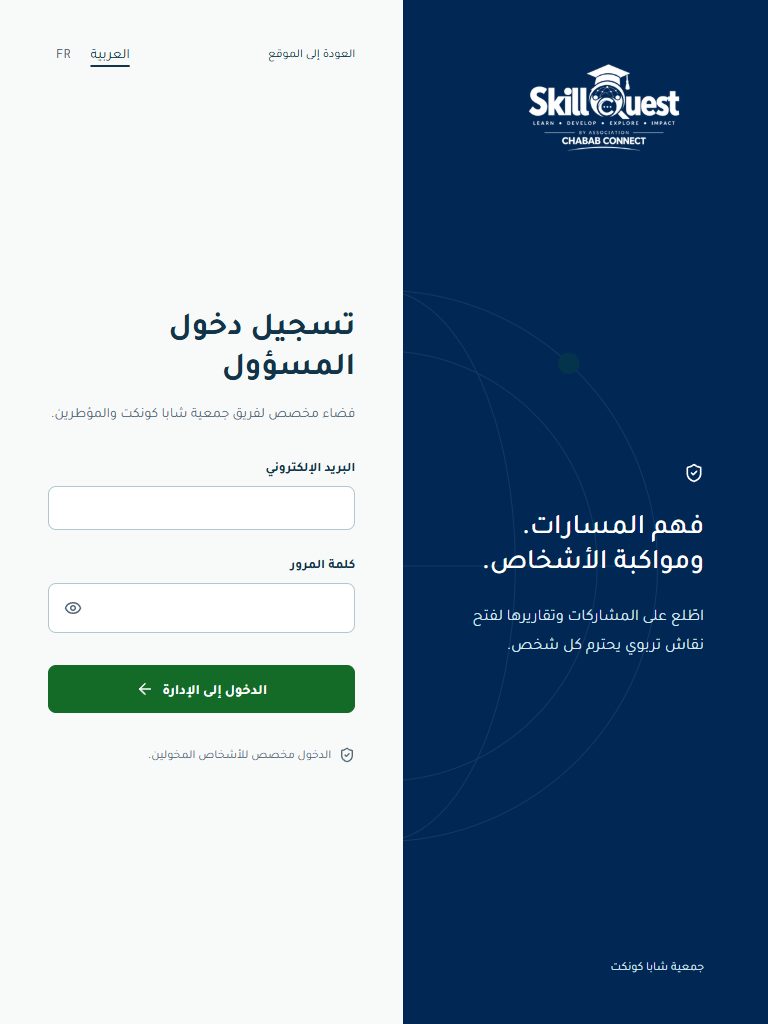 SkillQuest
LEARN • DEVELOP • EXPLORE • IMPACT
BY ASSOCIATION
CHABAB CONNECT
فهم المسارات.
ومواكبة الأشخاص.
اطّلع على المشاركات وتقاريرها لفتح
نقاش تربوي يحترم كل شخص.
جمعية شابا كونكت
العودة إلى الموقع
العربية FR
تسجيل دخول
المسؤول
فضاء مخصص لفريق جمعية شابا كونكت والمؤطرين.
البريد الإلكتروني
كلمة المرور
الدخول إلى الإدارة
الدخول مخصص للأشخاص المخولين.